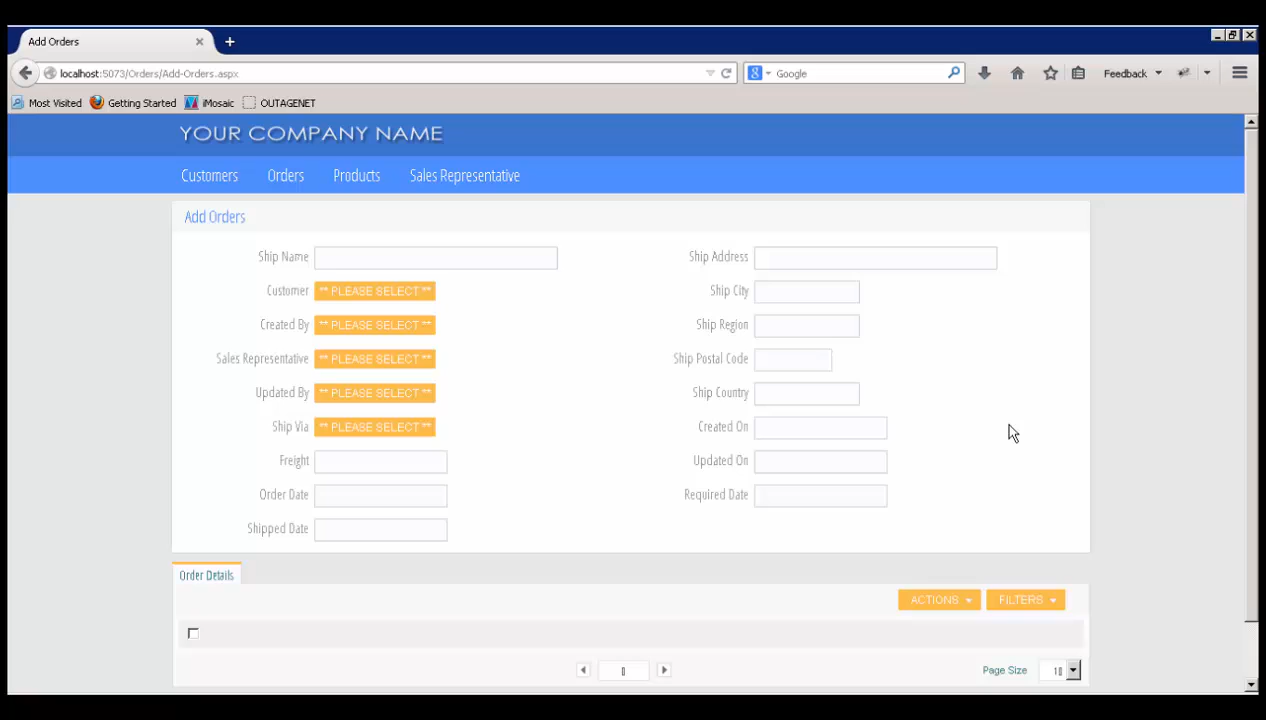 Add Orders
localhost:5073/Orders/Add-Orders.aspx
Google
Feedback
Most Visited Getting Started iMosaic OUTAGENET
YOUR COMPANY NAME
Customers Orders Products Sales Representative
Add Orders
Ship Name
Ship Address
Customer ** PLEASE SELECT **
Ship City
Created By ** PLEASE SELECT **
Ship Region
Sales Representative ** PLEASE SELECT **
Ship Postal Code
Updated By ** PLEASE SELECT **
Ship Country
Ship Via ** PLEASE SELECT **
Created On
Freight
Updated On
Order Date
Required Date
Shipped Date
Order Details
ACTIONS FILTERS
Page Size